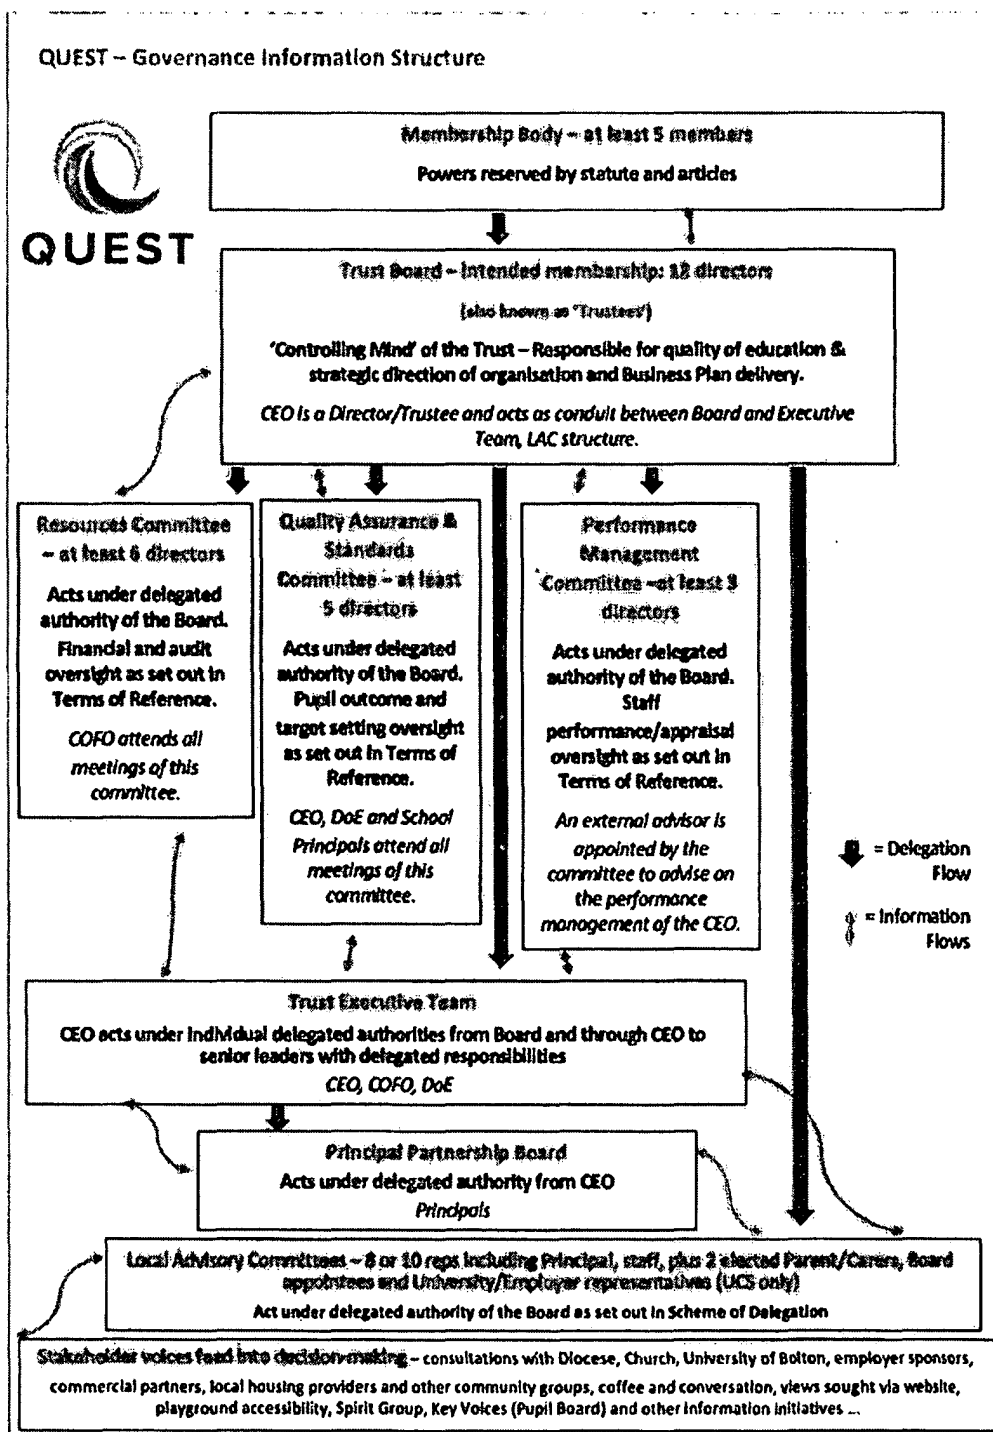 QUEST – Governance Information Structure
QUEST
Membership Body – at least 5 members
Powers reserved by statute and articles
Trust Board – Intended membership: 12 directors
(also known as 'Trustees')
'Controlling Mind' of the Trust – Responsible for quality of education &
strategic direction of organisation and Business Plan delivery.
CEO is a Director/Trustee and acts as conduit between Board and Executive
Team, LAC structure.
Resources Committee
– at least 6 directors
Acts under delegated
authority of the Board.
Financial and audit
oversight as set out in
Terms of Reference.
COFO attends all
meetings of this
committee.
Quality Assurance &
Standards
Committee – at least
5 directors
Acts under delegated
authority of the Board.
Pupil outcome and
target setting oversight
as set out in Terms of
Reference.
CEO, DoE and School
Principals attend all
meetings of this
committee.
Performance
Management
Committee –at least 3
directors
Acts under delegated
authority of the Board.
Staff
performance/appraisal
oversight as set out in
Terms of Reference.
An external advisor is
appointed by the
committee to advise on
the performance
management of the CEO.
= Delegation
Flow
= Information
Flows
Trust Executive Team
CEO acts under individual delegated authorities from Board and through CEO to
senior leaders with delegated responsibilities
CEO, COFO, DoE
Principal Partnership Board
Acts under delegated authority from CEO
Principals
Local Advisory Committees – 8 or 10 reps including Principal, staff, plus 2 elected Parent/Carers, Board
appointees and University/Employer representatives (UCS only)
Act under delegated authority of the Board as set out in Scheme of Delegation
Stakeholder voices feed into decision-making – consultations with Diocese, Church, University of Bolton, employer sponsors,
commercial partners, local housing providers and other community groups, coffee and conversation, views sought via website,
playground accessibility, Spirit Group, Key Voices (Pupil Board) and other information initiatives ...